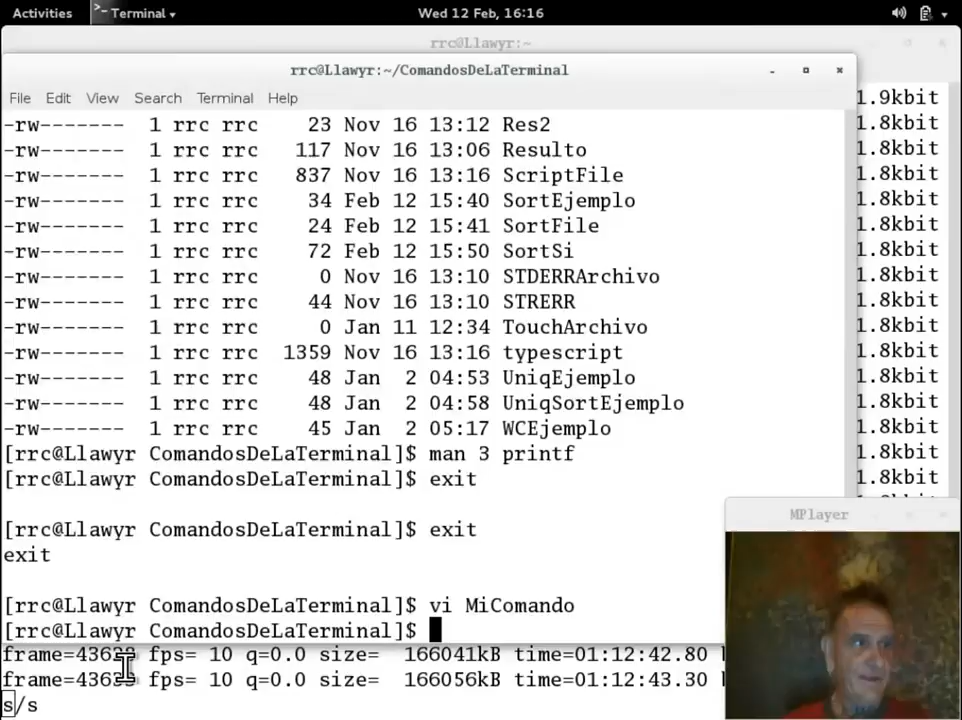 Activities Terminal Wed 12 Feb, 16:16
rrc@Llawyr:~
rrc@Llawyr:~/ComandosDeLaTerminal
File Edit View Search Terminal Help
1.9kbit
-rw------- 1 rrc rrc 23 Nov 16 13:12 Res2
1.8kbit
-rw------- 1 rrc rrc 117 Nov 16 13:06 Resulto
1.8kbit
-rw------- 1 rrc rrc 837 Nov 16 13:16 ScriptFile
1.8kbit
-rw------- 1 rrc rrc 34 Feb 12 15:40 SortEjemplo
1.8kbit
-rw------- 1 rrc rrc 24 Feb 12 15:41 SortFile
1.8kbit
-rw------- 1 rrc rrc 72 Feb 12 15:50 SortSi
1.8kbit
-rw------- 1 rrc rrc 0 Nov 16 13:10 STDERRArchivo
1.8kbit
-rw------- 1 rrc rrc 44 Nov 16 13:10 STRERR
1.8kbit
-rw------- 1 rrc rrc 0 Jan 11 12:34 TouchArchivo
1.8kbit
-rw------- 1 rrc rrc 1359 Nov 16 13:16 typescript
1.8kbit
-rw------- 1 rrc rrc 48 Jan 2 04:53 UniqEjemplo
1.8kbit
-rw------- 1 rrc rrc 48 Jan 2 04:58 UniqSortEjemplo
1.8kbit
-rw------- 1 rrc rrc 45 Jan 2 05:17 WCEjemplo
1.8kbit
[rrc@Llawyr ComandosDeLaTerminal]$ man 3 printf
1.8kbit
[rrc@Llawyr ComandosDeLaTerminal]$ exit
[rrc@Llawyr ComandosDeLaTerminal]$ exit
exit
[rrc@Llawyr ComandosDeLaTerminal]$ vi MiComando
[rrc@Llawyr ComandosDeLaTerminal]$
MPlayer
fps= 10 q=0.0 size= 166041kB time=01:12:42.80
fps= 10 q=0.0 size= 166056kB time=01:12:43.30
s/s